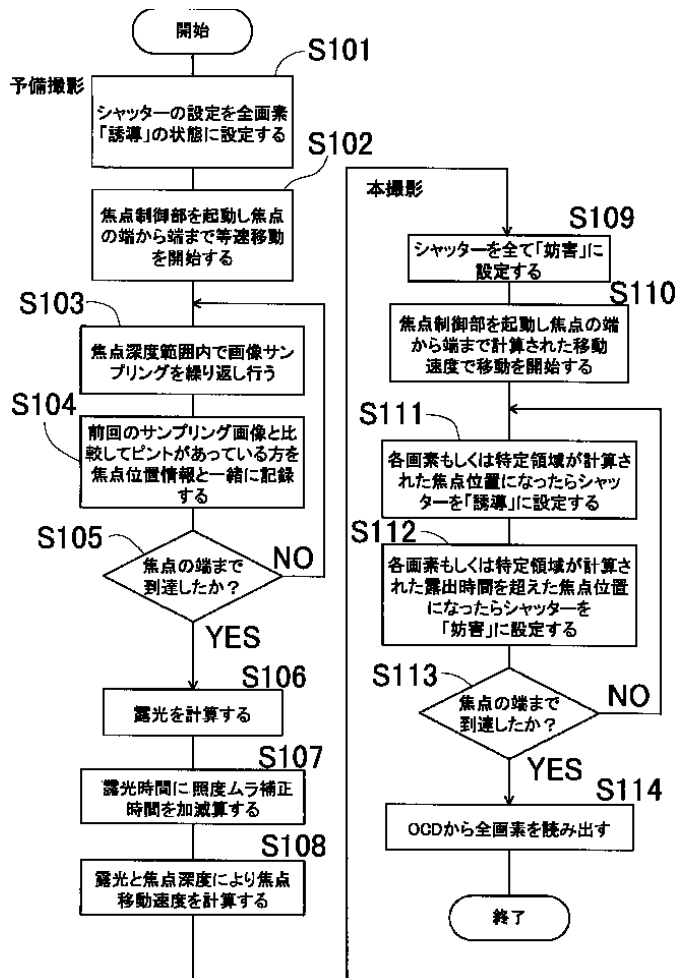 開始
S101
予備撮影
シャッターの設定を全画素
「誘導」の状態に設定する
S102
焦点制御部を起動し焦点
の端から端まで等速移動
を開始する
S103
焦点深度範囲内で画像サン
プリングを繰り返し行う
S104
前回のサンプリング画像と比
較してピントがあっている方を
焦点位置情報と一緒に記録
する
S105
焦点の端まで
到達したか?
NO
YES
S106
露光を計算する
S107
露光時間に照度ムラ補正
時間を加減算する
S108
露光と焦点深度により焦点
移動速度を計算する
本撮影
S109
シャッターを全て「妨害」に
設定する
S110
焦点制御部を起動し焦点の端
から端まで計算された移動
速度で移動を開始する
S111
各画素もしくは特定領域が計算さ
れた焦点位置になったらシャッ
ターを「誘導」に設定する
S112
各画素もしくは特定領域が計算
された露出時間を超えた焦点位置
になったらシャッターを
「妨害」に設定する
S113
焦点の端まで
到達したか?
NO
YES
S114
OCDから全画素を読み出す
終了